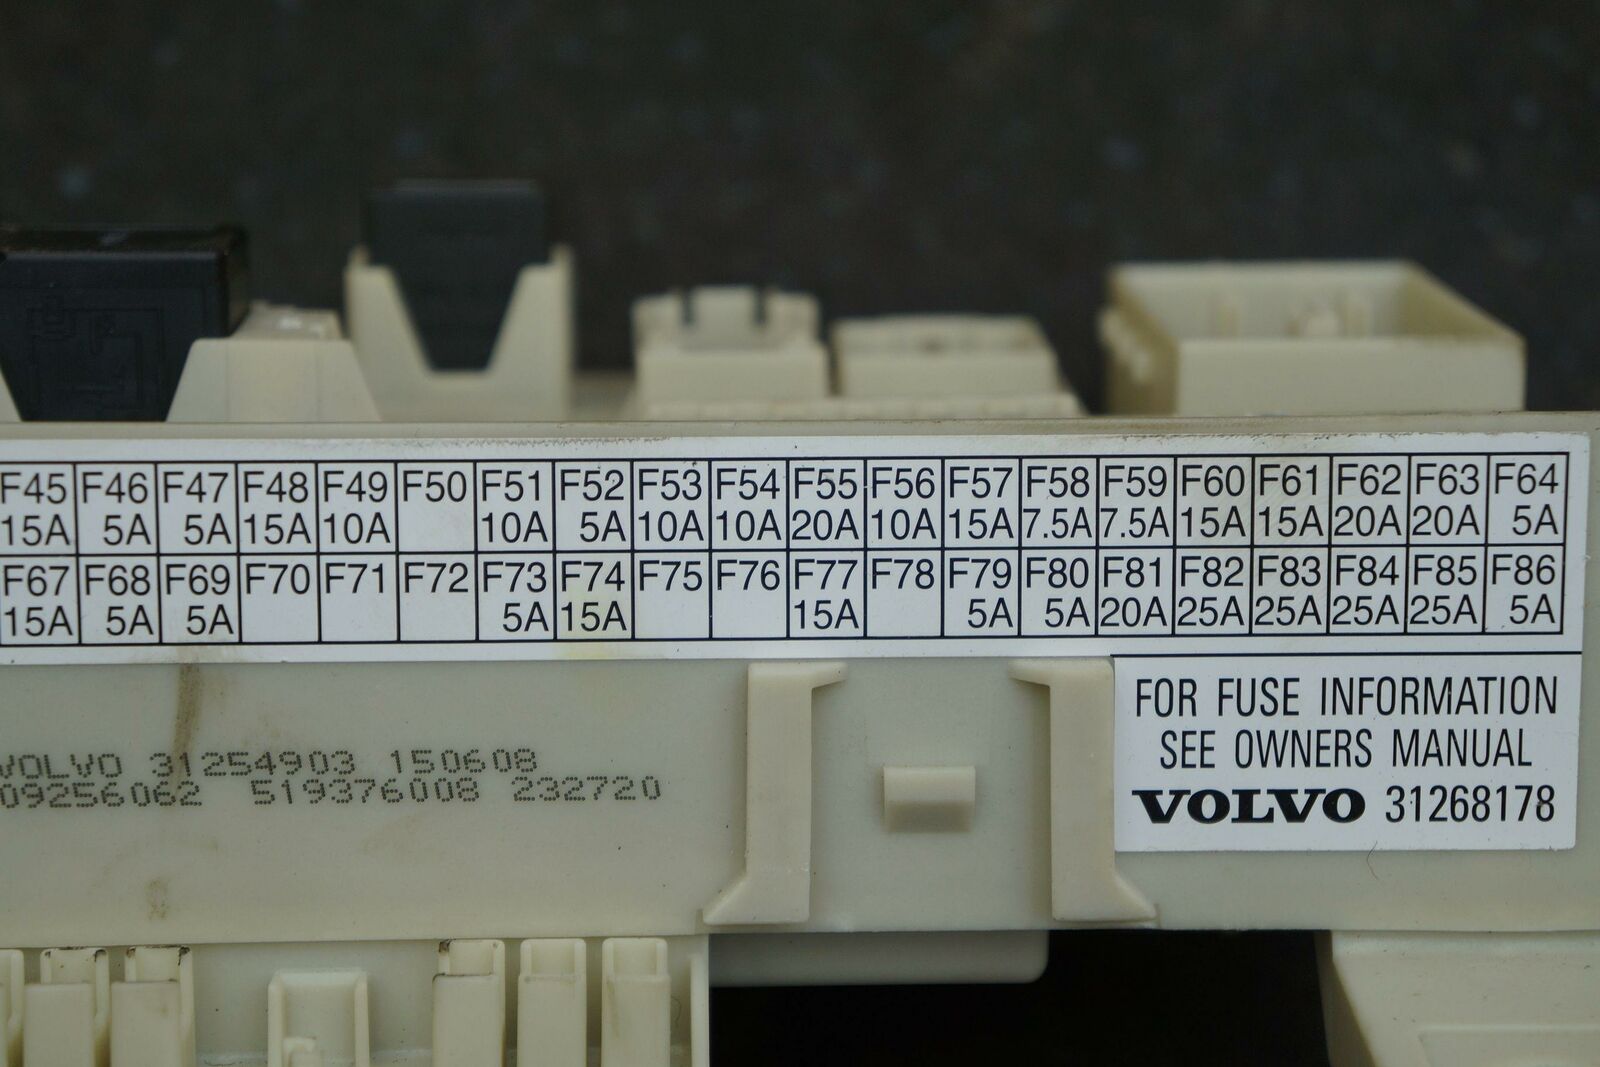 F45 F46 F47 F48 F49 F50 F51 F52 F53 F54 F55 F56 F57 F58 F59 F60 F61 F62 F63 F64
15A 5A 5A 15A 10A 10A 5A 10A 10A 20A 10A 15A 7.5A 7.5A 15A 15A 20A 20A 5A
F67 F68 F69 F70 F71 F72 F73 F74 F75 F76 F77 F78 F79 F80 F81 F82 F83 F84 F85 F86
15A 5A 5A 5A 15A 15A 5A 5A 20A 25A 25A 25A 25A 5A
FOR FUSE INFORMATION
SEE OWNERS MANUAL
VOLVO 31268178
VOLVO 31254903 150608
09256062 519376008 232720